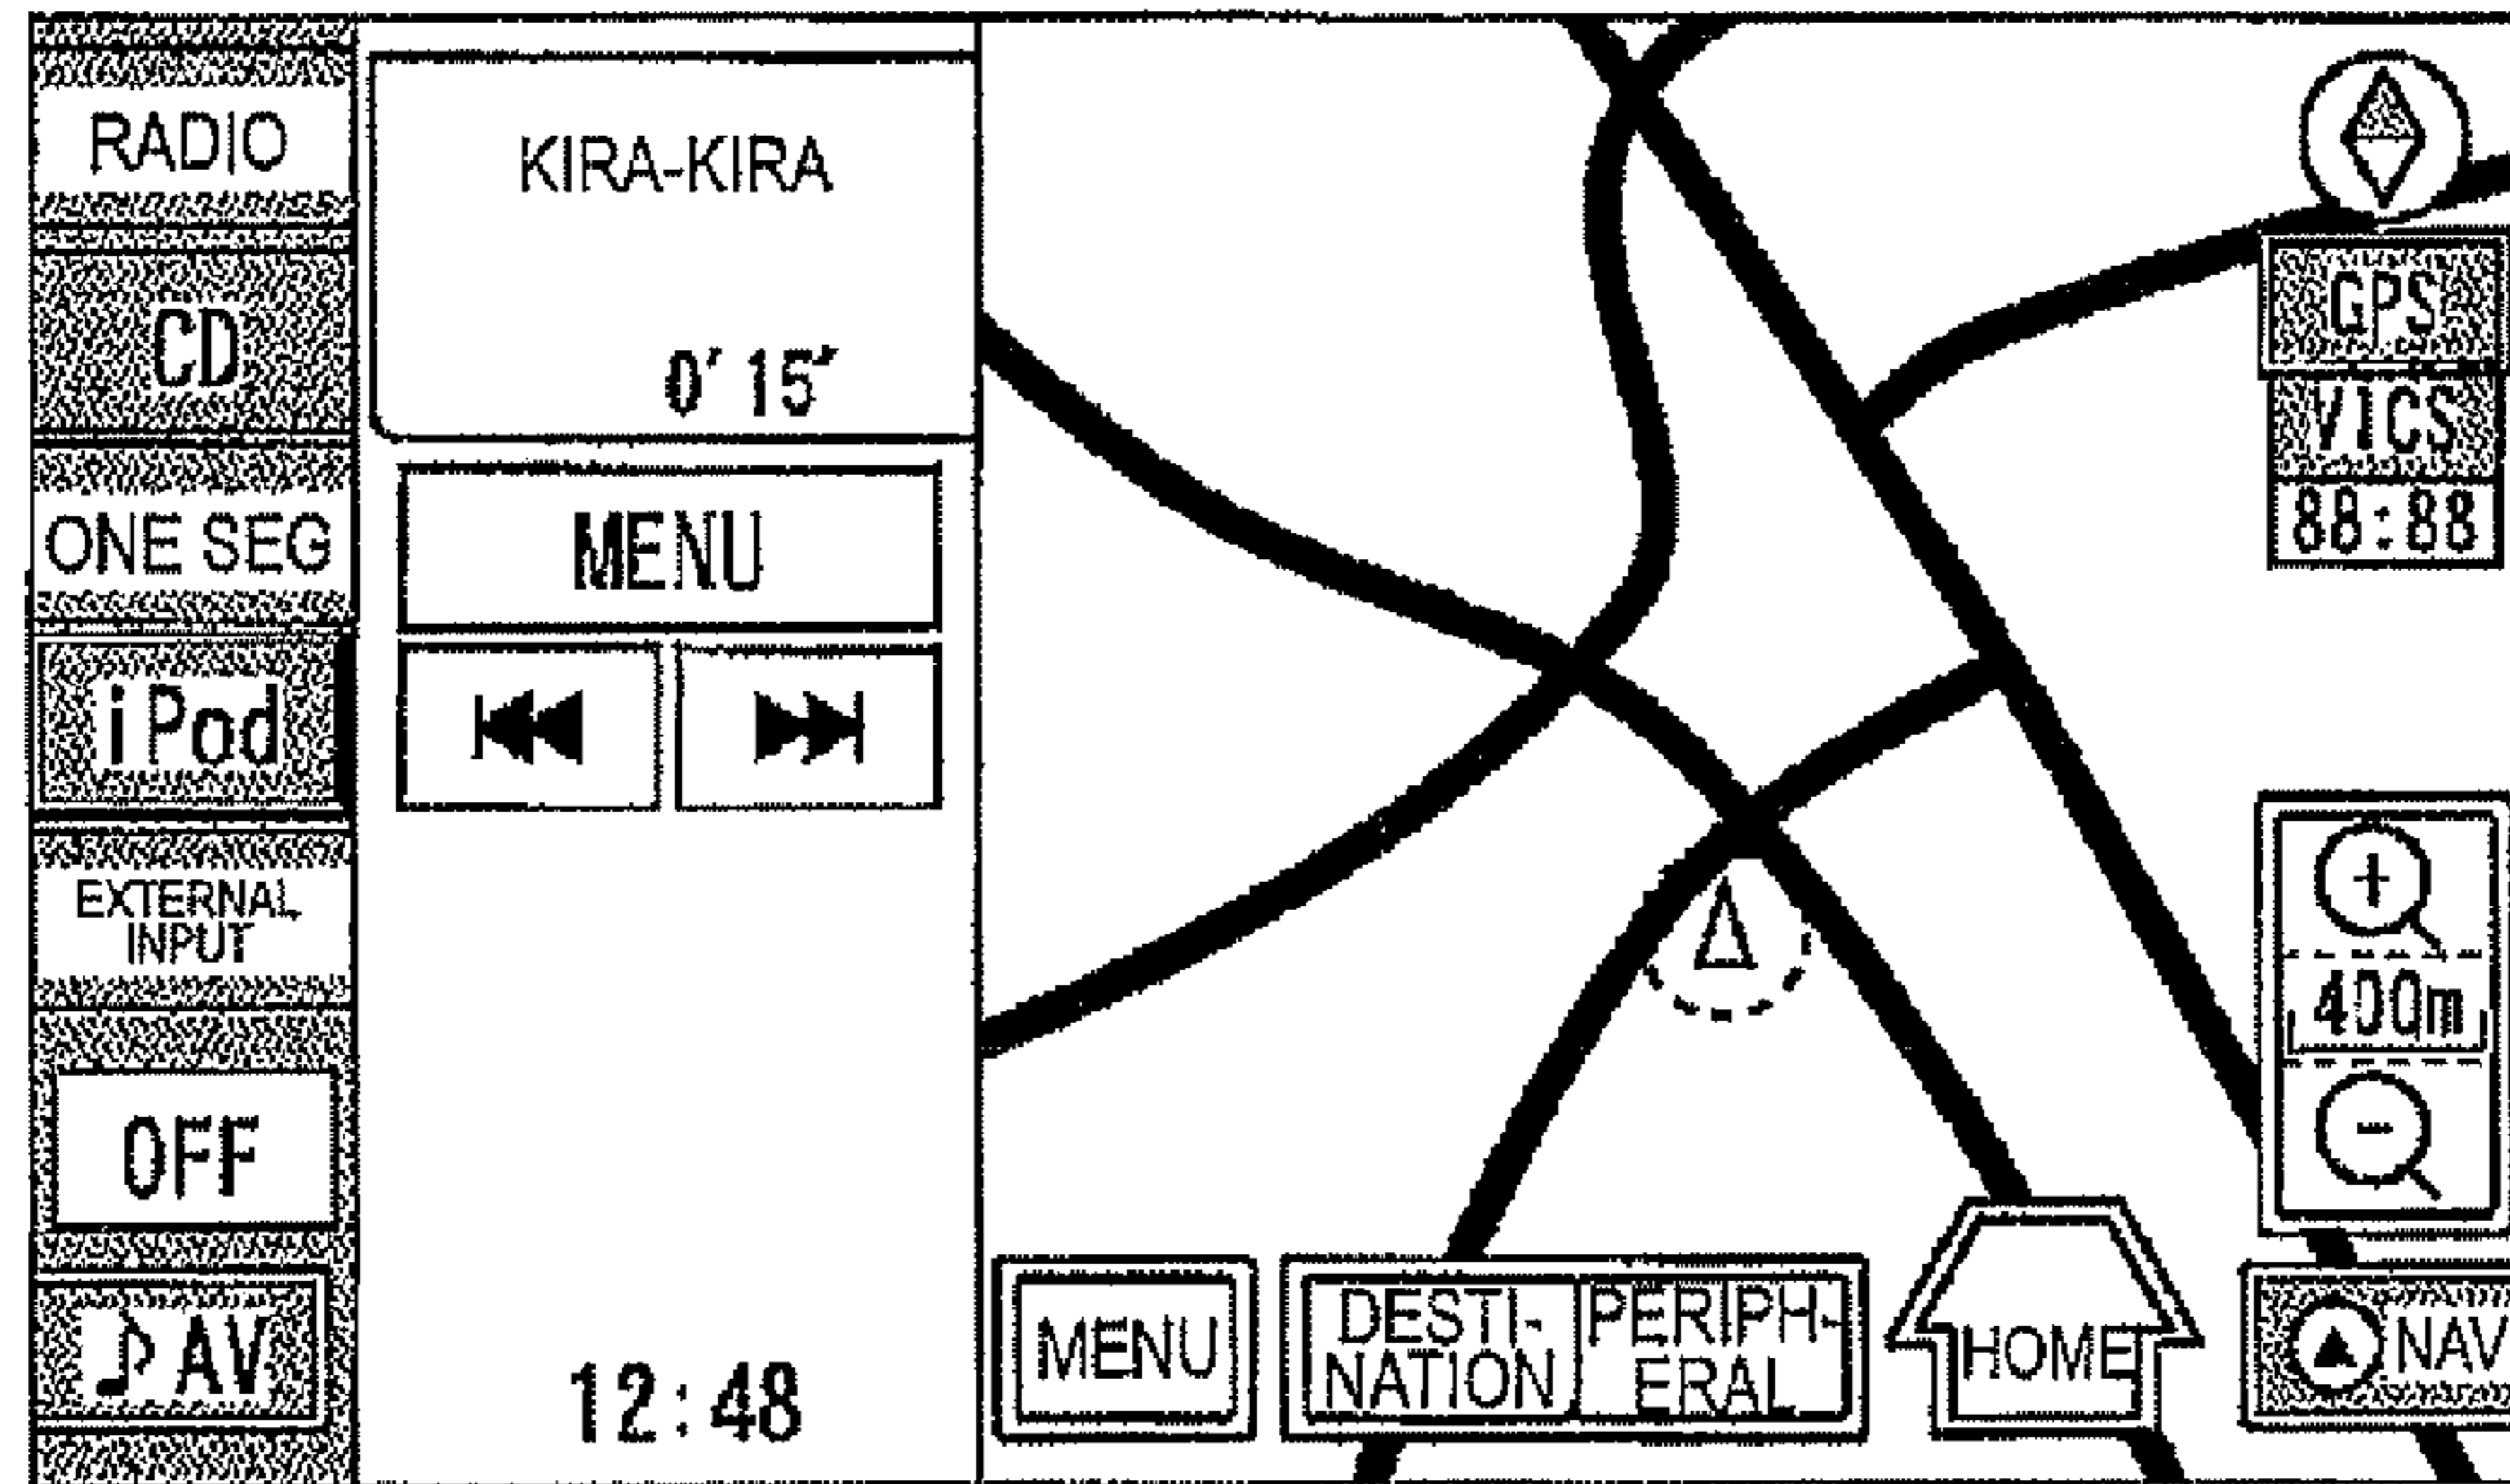 RADIO
CD
ONE SEG
iPod
EXTERNAL
INPUT
OFF
♪AV
KIRA-KIRA
0' 15'
MENU
12:48
GPS
VICS
88:88
400m
MENU
DESTI-
NATION
PERIPH-
ERAL
HOME
NAV